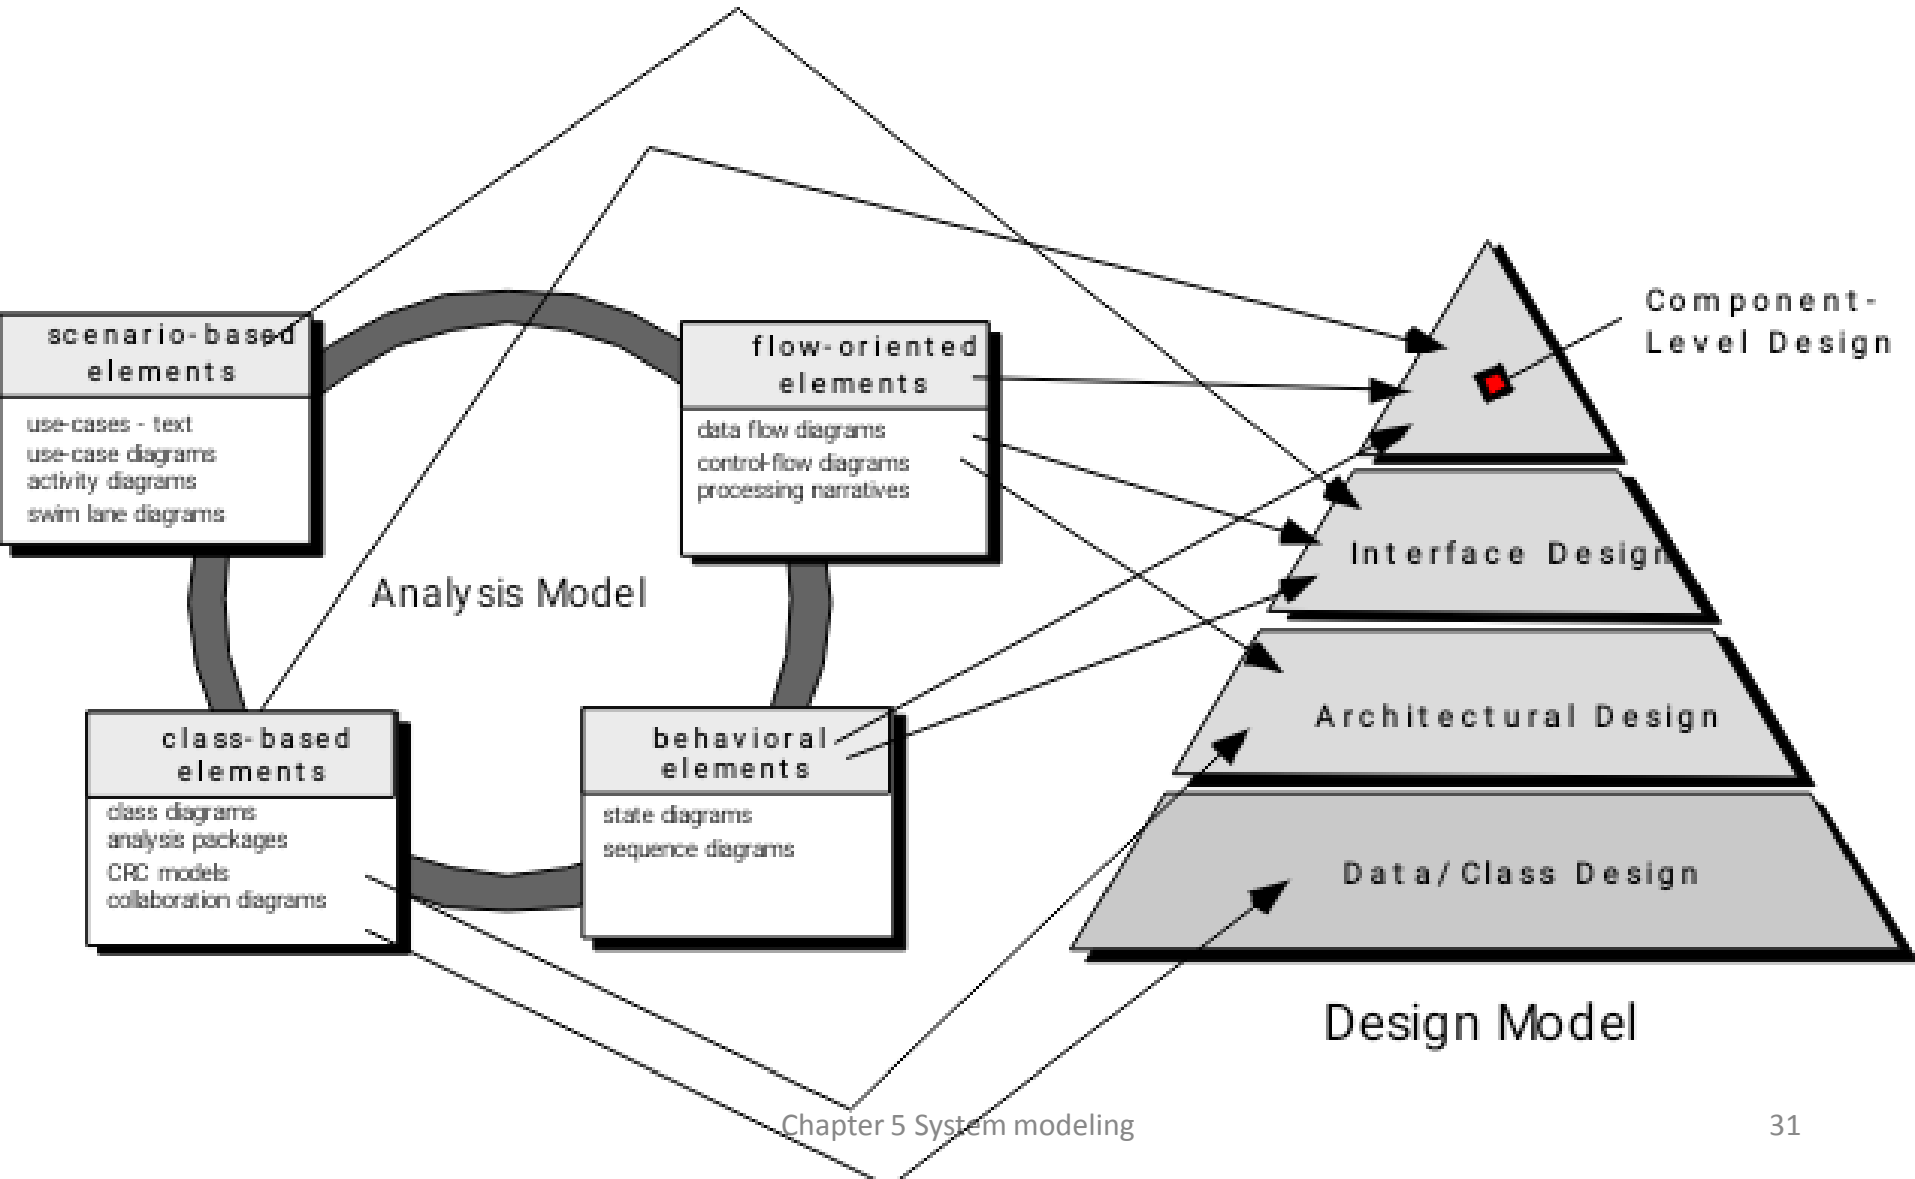 scenario-based
elements
use-cases - text
use-case diagrams
activity diagrams
swim lane diagrams
flow-oriented
elements
data flow diagrams
control-flow diagrams
processing narratives
Analysis Model
class-based
elements
class diagrams
analysis packages
CRC models
collaboration diagrams
behavioral
elements
state diagrams
sequence diagrams
Component-
Level Design
Interface Design
Architectural Design
Data/Class Design
Design Model
Chapter 5 System modeling
31